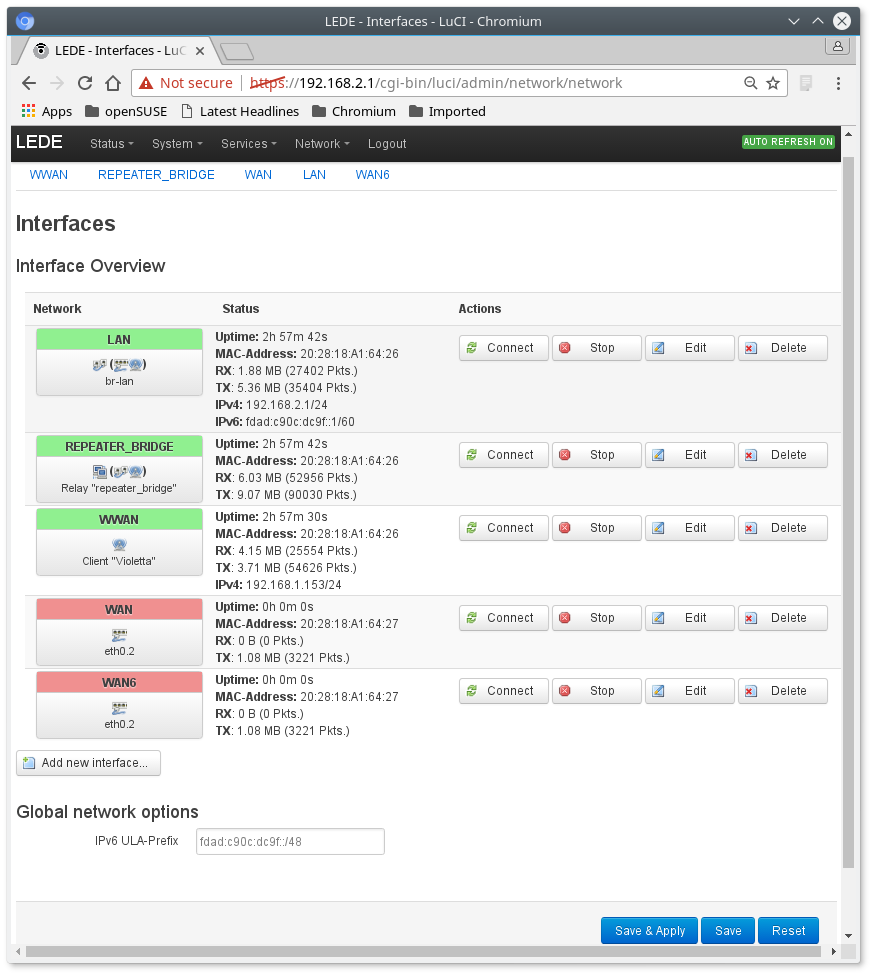 LEDE - Interfaces - LuCI - Chromium
LEDE - Interfaces - LuC
Not secure https://192.168.2.1/cgi-bin/luci/admin/network/network
Apps openSUSE Latest Headlines Chromium Imported
LEDE Status System Services Network Logout AUTO REFRESH ON
WWAN REPEATER_BRIDGE WAN LAN WAN6
Interfaces
Interface Overview
Network Status Actions
LAN
br-lan
Uptime: 2h 57m 42s
MAC-Address: 20:28:18:A1:64:26
RX: 1.88 MB (27402 Pkts.)
TX: 5.36 MB (35404 Pkts.)
IPv4: 192.168.2.1/24
IPv6: fdad:c90c:dc9f::1/60
Connect Stop Edit Delete
REPEATER_BRIDGE
Relay "repeater_bridge"
Uptime: 2h 57m 42s
MAC-Address: 20:28:18:A1:64:26
RX: 6.03 MB (52956 Pkts.)
TX: 9.07 MB (90030 Pkts.)
Connect Stop Edit Delete
WWAN
Client "Violetta"
Uptime: 2h 57m 30s
MAC-Address: 20:28:18:A1:64:26
RX: 4.15 MB (25554 Pkts.)
TX: 3.71 MB (54626 Pkts.)
IPv4: 192.168.1.153/24
Connect Stop Edit Delete
WAN
eth0.2
Uptime: 0h 0m 0s
MAC-Address: 20:28:18:A1:64:27
RX: 0 B (0 Pkts.)
TX: 1.08 MB (3221 Pkts.)
Connect Stop Edit Delete
WAN6
eth0.2
Uptime: 0h 0m 0s
MAC-Address: 20:28:18:A1:64:27
RX: 0 B (0 Pkts.)
TX: 1.08 MB (3221 Pkts.)
Connect Stop Edit Delete
Add new interface...
Global network options
IPv6 ULA-Prefix fdad:c90c:dc9f::/48
Save & Apply Save Reset